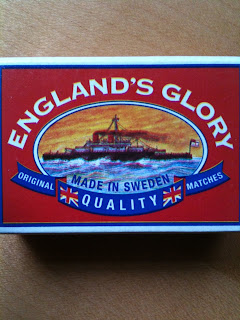 ENGLAND'S GLORY
MADE IN SWEDEN
ORIGINAL QUALITY MATCHES